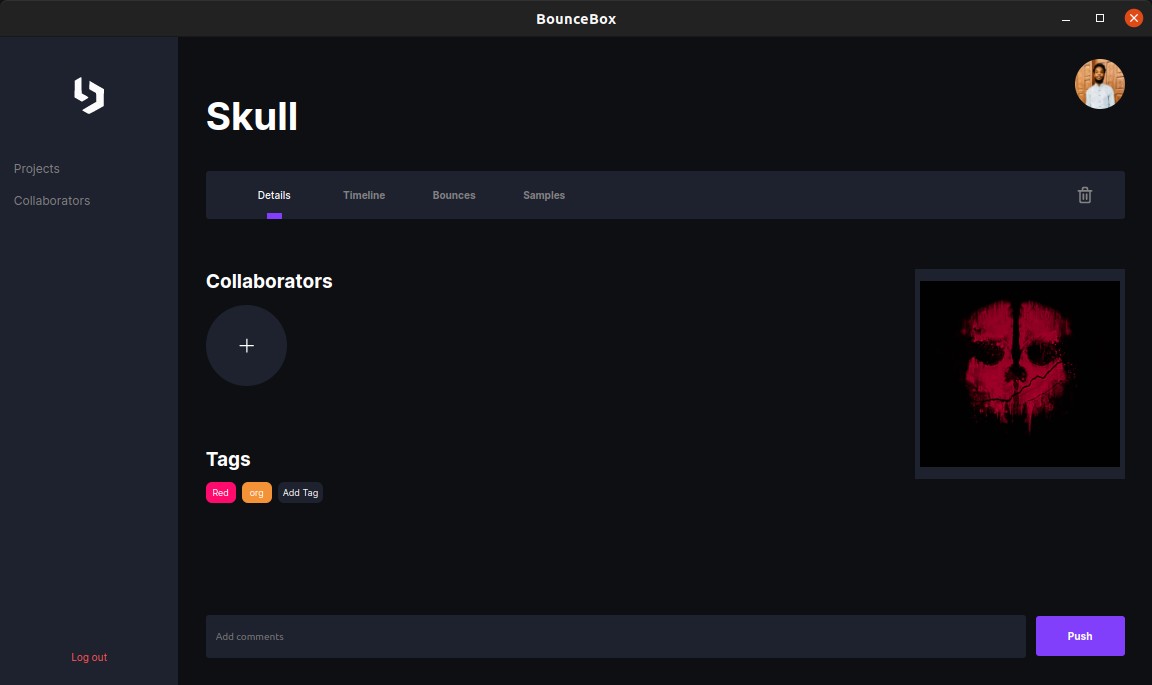 BounceBox
Projects
Collaborators
Log out
Skull
Details Timeline Bounces Samples
Collaborators
Tags
Red org Add Tag
Add comments Push